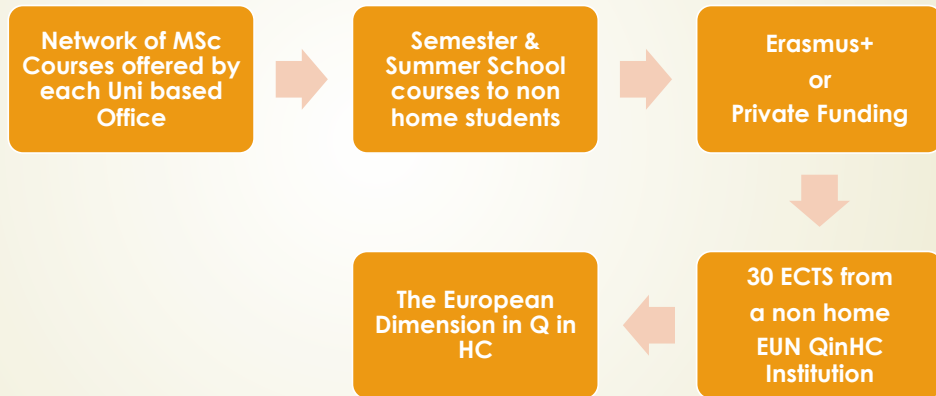 Network of MSc
Courses offered by
each Uni based
Office
Semester &
Summer School
courses to non
home students
Erasmus+
or
Private Funding
30 ECTS from
a non home
EUN QinHC
Institution
The European
Dimension in Q in
HC